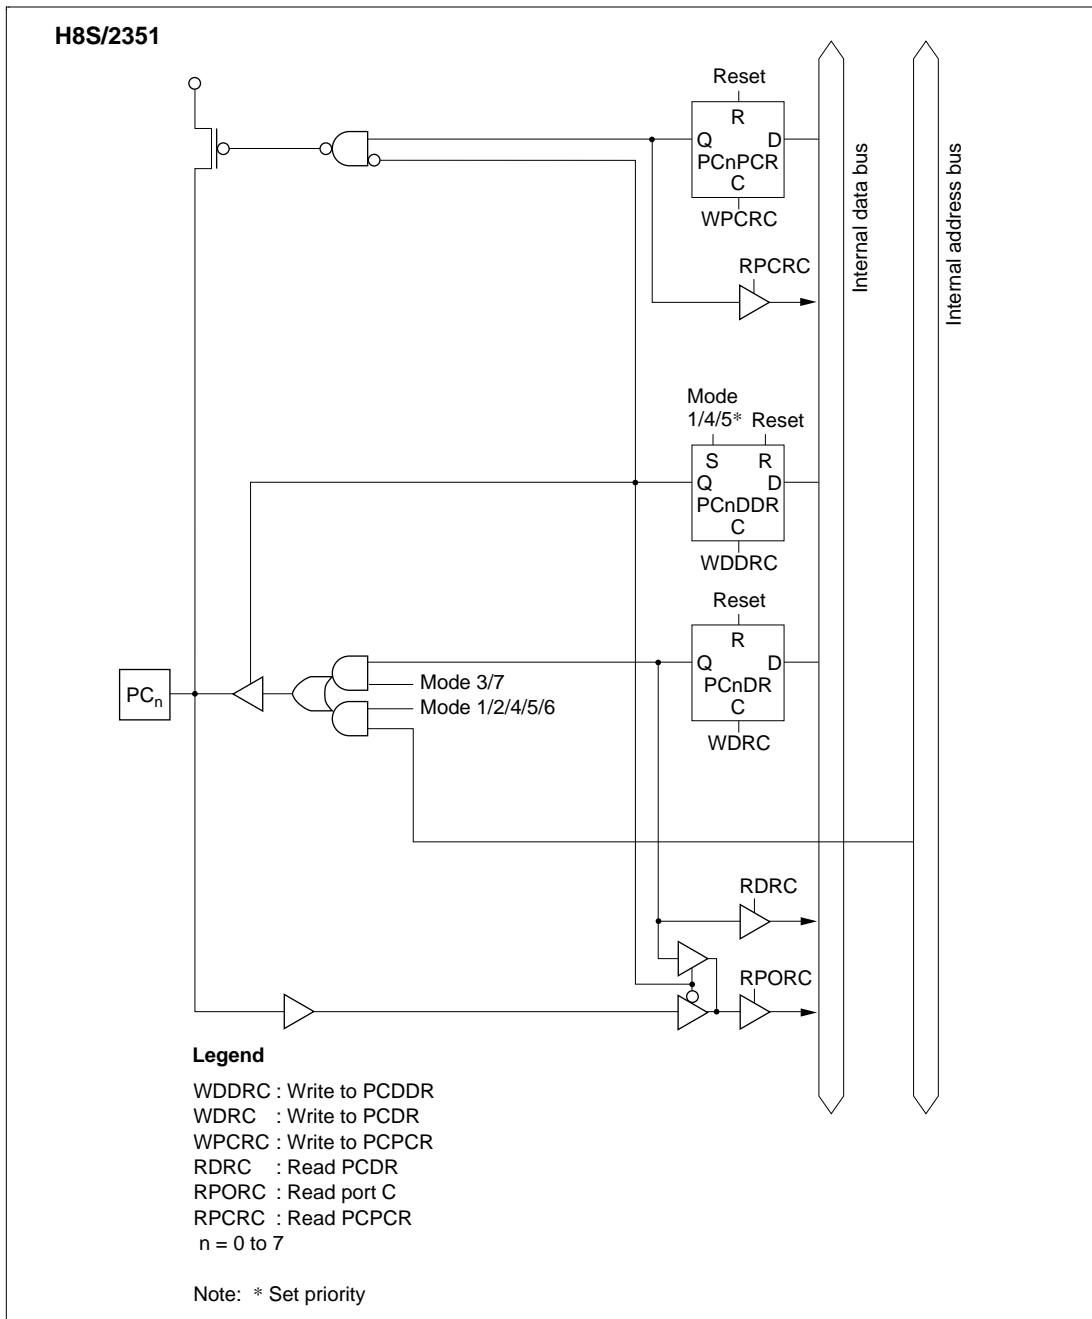 H8S/2351
Reset
R
Q D
PCnPCR
C
WPCRC
RPCRC
Internal data bus
Internal address bus
Mode
1/4/5* Reset
S R
Q D
PCnDDR
C
WDDRC
Reset
R
Q D
PCnDR
C
WDRC
PCn
Mode 3/7
Mode 1/2/4/5/6
RDRC
RPORC
Legend
WDDRC : Write to PCDDR
WDRC : Write to PCDR
WPCRC : Write to PCPCR
RDRC : Read PCDR
RPORC : Read port C
RPCRC : Read PCPCR
n = 0 to 7
Note: * Set priority